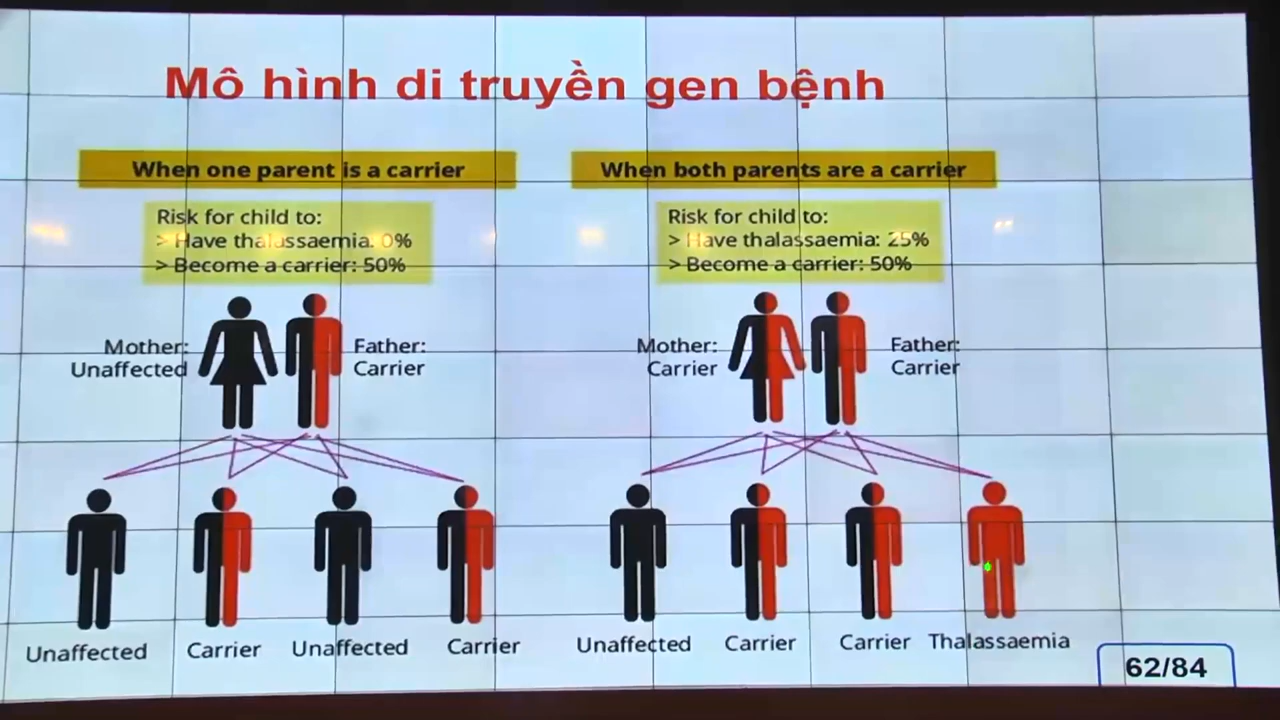 Mô hình di truyền gen bệnh
When one parent is a carrier
Risk for child to:
> Have thalassaemia: 0%
> Become a carrier: 50%
Mother:
Unaffected
Father:
Carrier
Unaffected
Carrier
Unaffected
Carrier
When both parents are a carrier
Risk for child to:
> Have thalassaemia: 25%
> Become a carrier: 50%
Mother:
Carrier
Father:
Carrier
Unaffected
Carrier
Carrier
Thalassaemia
62/84